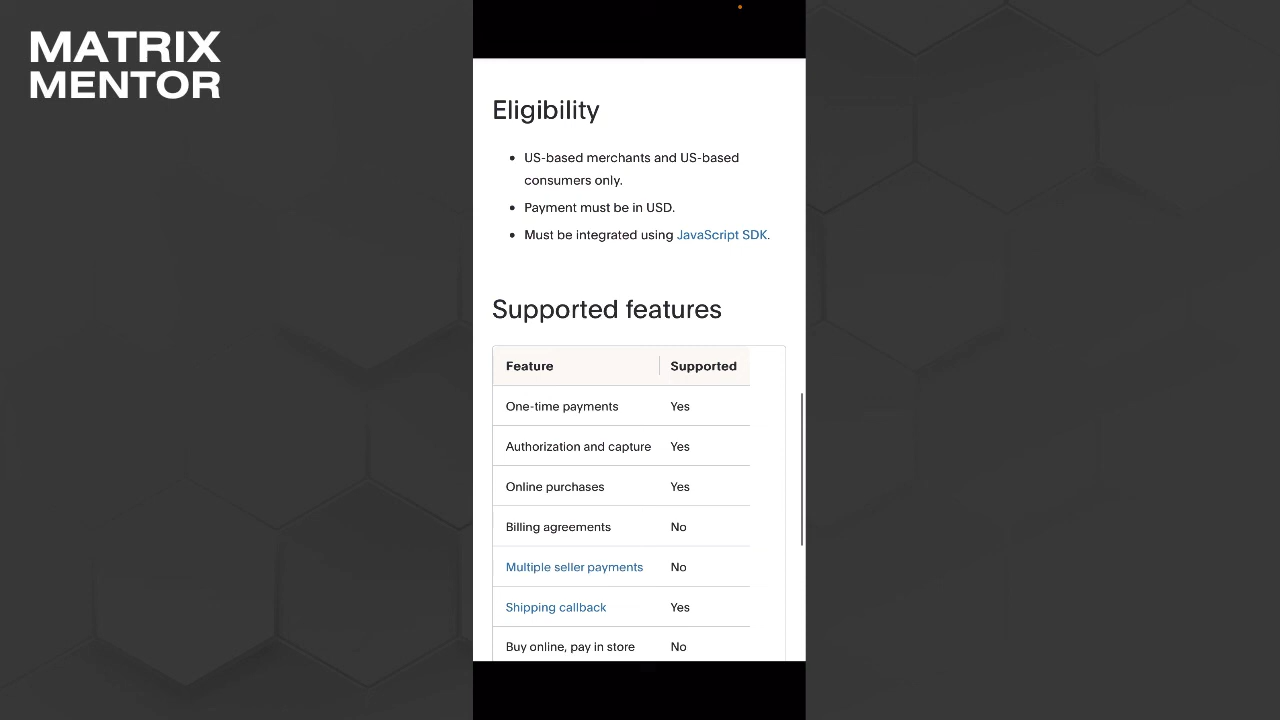 MATRIX
MENTOR
Eligibility
• US-based merchants and US-based
consumers only.
• Payment must be in USD.
• Must be integrated using JavaScript SDK.
Supported features
Feature Supported
One-time payments Yes
Authorization and capture Yes
Online purchases Yes
Billing agreements No
Multiple seller payments No
Shipping callback Yes
Buy online, pay in store No